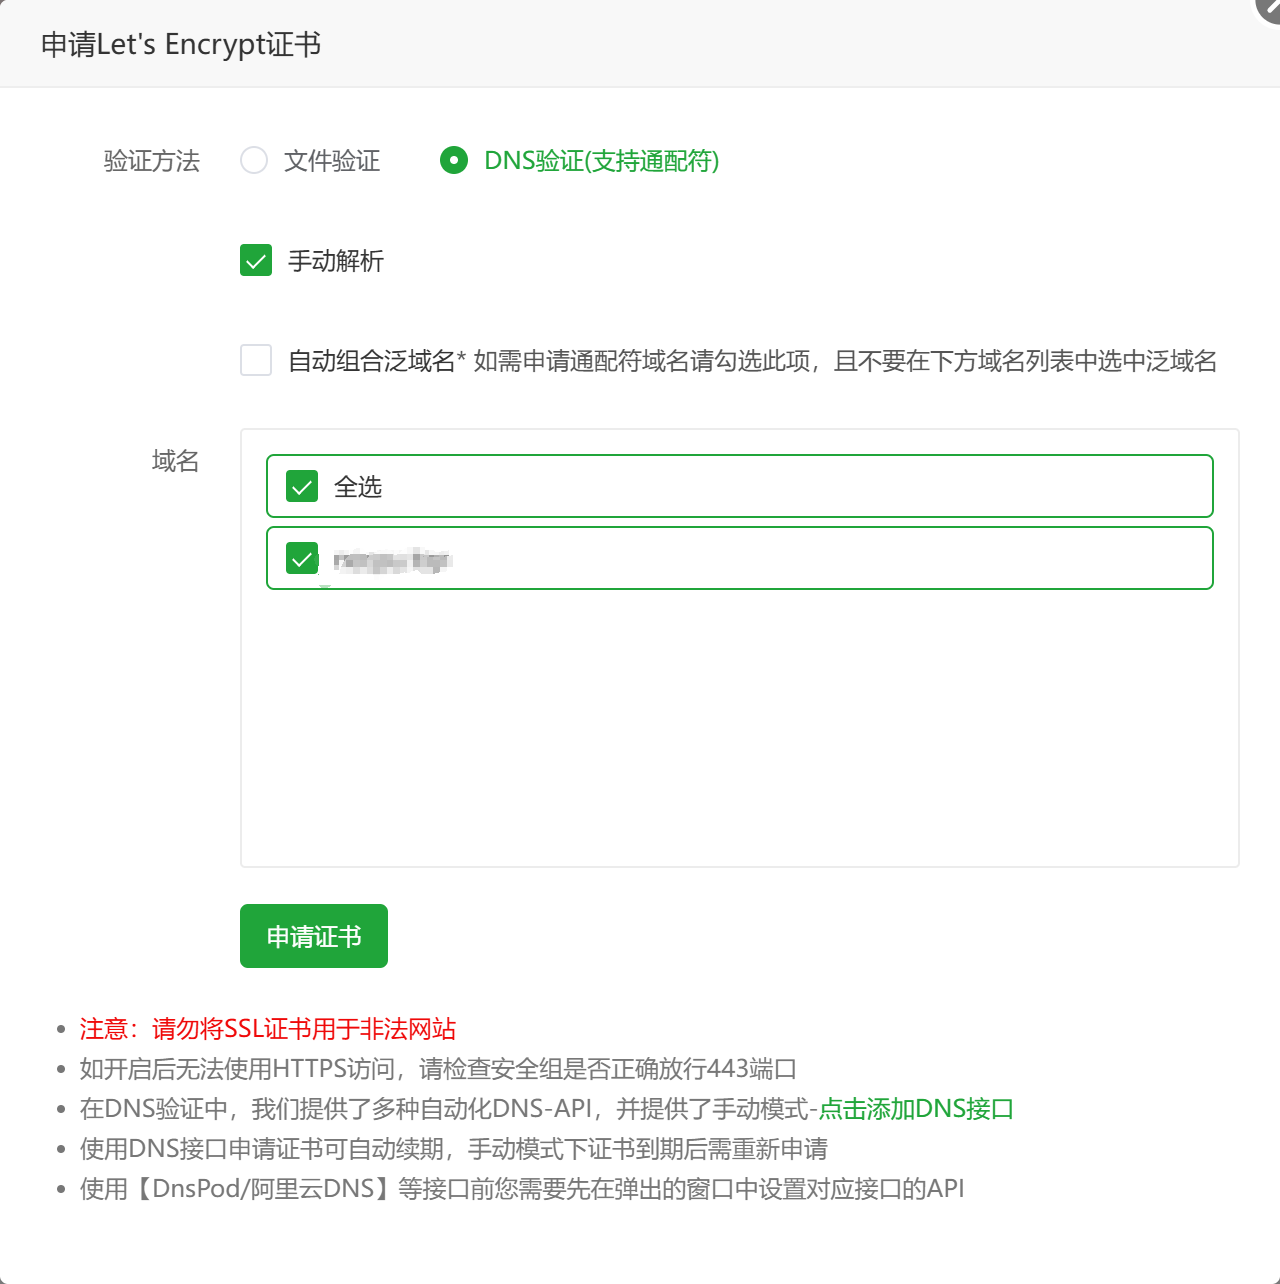 申请Let's Encrypt证书
验证方法 文件验证 DNS验证(支持通配符)
手动解析
自动组合泛域名* 如需申请通配符域名请勾选此项，且不要在下方域名列表中选中泛域名
域名
全选
申请证书
注意：请勿将SSL证书用于非法网站
如开启后无法使用HTTPS访问，请检查安全组是否正确放行443端口
在DNS验证中，我们提供了多种自动化DNS-API，并提供了手动模式-点击添加DNS接口
使用DNS接口申请证书可自动续期，手动模式下证书到期后需重新申请
使用【DnsPod/阿里云DNS】等接口前您需要先在弹出的窗口中设置对应接口的API